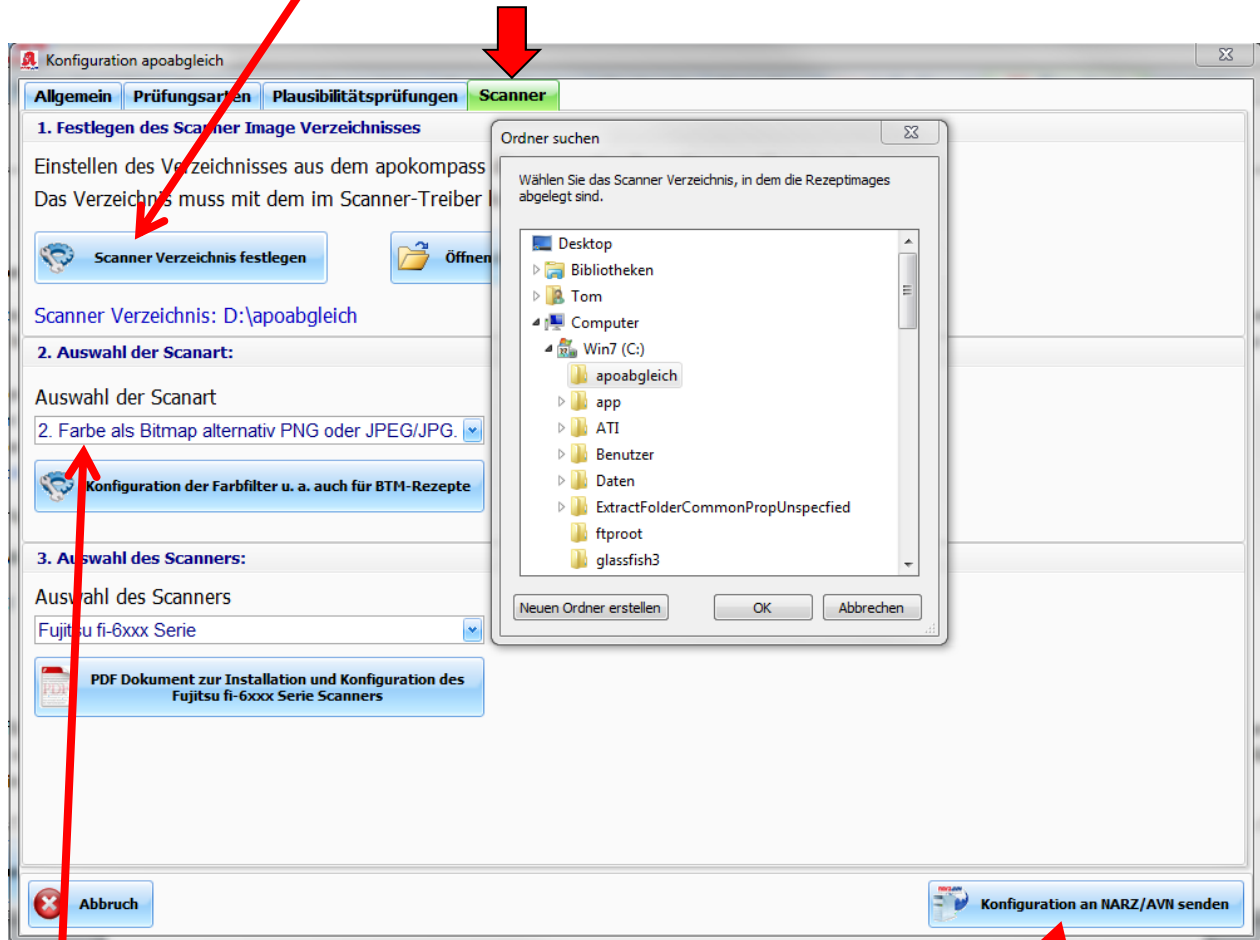 Konfiguration apoabgleich
Allgemein Prüfungsarten Plausibilitätsprüfungen Scanner
1. Festlegen des Scanner Image Verzeichnisses
Einstellen des Verzeichnisses aus dem apokompass
Das Verzeichnis muss mit dem im Scanner-Treiber
Scanner Verzeichnis festlegen
Öffnen
Scanner Verzeichnis: D:\apoabgleich
2. Auswahl der Scanart:
Auswahl der Scanart
2. Farbe als Bitmap alternativ PNG oder JPEG/JPG.
Konfiguration der Farbfilter u. a. auch für BTM-Rezepte
3. Auswahl des Scanners:
Auswahl des Scanners
Fujitsu fi-6xxx Serie
PDF Dokument zur Installation und Konfiguration des
Fujitsu fi-6xxx Serie Scanners
Ordner suchen
Wählen Sie das Scanner Verzeichnis, in dem die Rezeptimages
abgelegt sind.
Desktop
Bibliotheken
Tom
Computer
Win7 (C:)
apoabgleich
app
ATI
Benutzer
Daten
ExtractFolderCommonPropUnspecfied
ftproot
glassfish3
Neuen Ordner erstellen OK Abbrechen
Abbruch
Konfiguration an NARZ/AVN senden